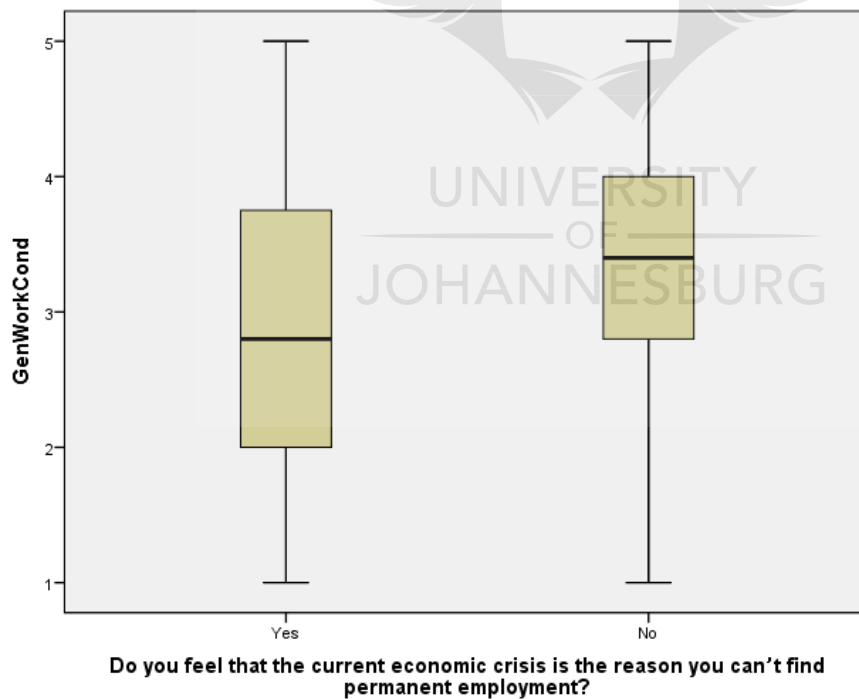 5
4
3
2
1
GenWorkCond
UNIVERSITY
OF
JOHANNESBURG
Yes
No
Do you feel that the current economic crisis is the reason you can’t find
permanent employment?